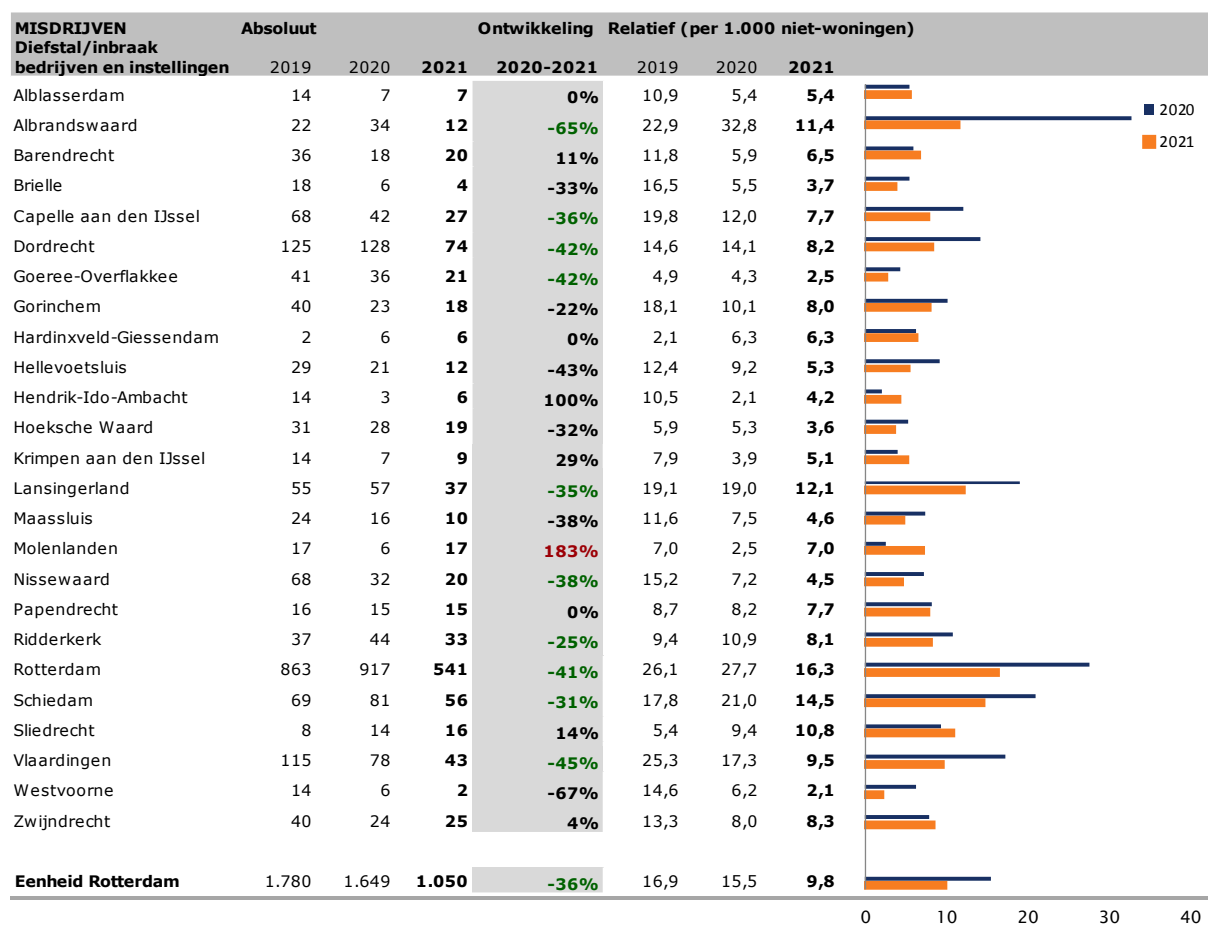 MISDRIJVEN Absoluut Ontwikkeling Relatief (per 1.000 niet-woningen)
Diefstal/inbraak
bedrijven en instellingen 2019 2020 2021 2020-2021 2019 2020 2021
Alblasserdam 14 7 7 0% 10,9 5,4 5,4
2020
Albrandswaard 22 34 12 -65% 22,9 32,8 11,4
2021
Barendrecht 36 18 20 11% 11,8 5,9 6,5
Brielle 18 6 4 -33% 16,5 5,5 3,7
Capelle aan den IJssel 68 42 27 -36% 19,8 12,0 7,7
Dordrecht 125 128 74 -42% 14,6 14,1 8,2
Goeree-Overflakkee 41 36 21 -42% 4,9 4,3 2,5
Gorinchem 40 23 18 -22% 18,1 10,1 8,0
Hardinxveld-Giessendam 2 6 6 0% 2,1 6,3 6,3
Hellevoetsluis 29 21 12 -43% 12,4 9,2 5,3
Hendrik-Ido-Ambacht 14 3 6 100% 10,5 2,1 4,2
Hoeksche Waard 31 28 19 -32% 5,9 5,3 3,6
Krimpen aan den IJssel 14 7 9 29% 7,9 3,9 5,1
Lansingerland 55 57 37 -35% 19,1 19,0 12,1
Maassluis 24 16 10 -38% 11,6 7,5 4,6
Molenlanden 17 6 17 183% 7,0 2,5 7,0
Nissewaard 68 32 20 -38% 15,2 7,2 4,5
Papendrecht 16 15 15 0% 8,7 8,2 7,7
Ridderkerk 37 44 33 -25% 9,4 10,9 8,1
Rotterdam 863 917 541 -41% 26,1 27,7 16,3
Schiedam 69 81 56 -31% 17,8 21,0 14,5
Sliedrecht 8 14 16 14% 5,4 9,4 10,8
Vlaardingen 115 78 43 -45% 25,3 17,3 9,5
Westvoorne 14 6 2 -67% 14,6 6,2 2,1
Zwijndrecht 40 24 25 4% 13,3 8,0 8,3
Eenheid Rotterdam 1.780 1.649 1.050 -36% 16,9 15,5 9,8
0 10 20 30 40